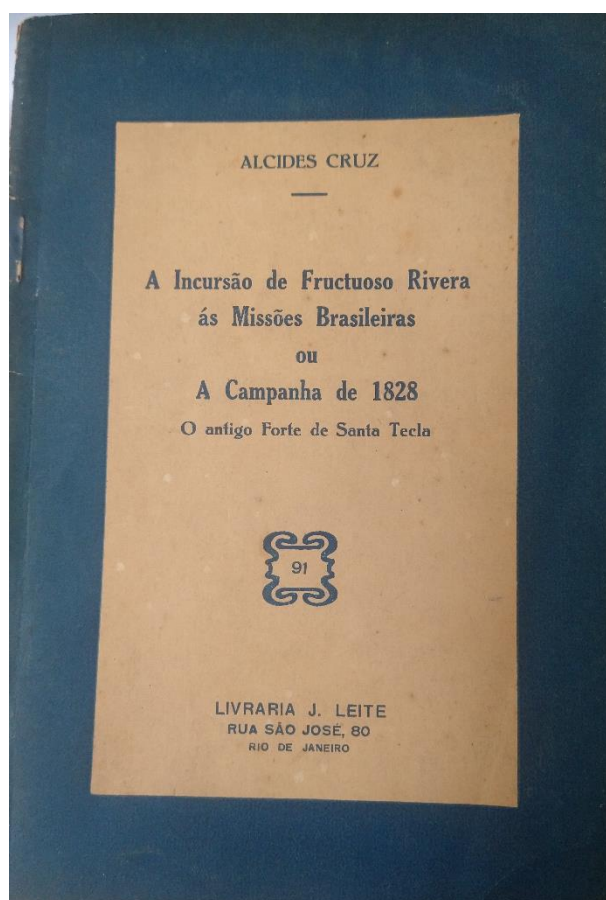 ALCIDES CRUZ
A Incursão de Fructuoso Rivera
ás Missões Brasileiras
ou
A Campanha de 1828
O antigo Forte de Santa Tecla
91
LIVRARIA J. LEITE
RUA SÃO JOSÉ, 80
RIO DE JANEIRO